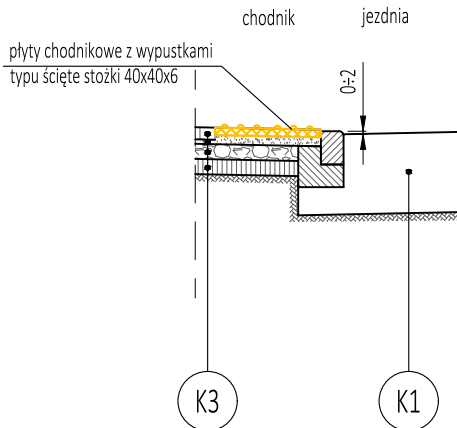 chodnik
jezdnia
płyty chodnikowe z wypustkami
typu ścięte stożki 40x40x6
0÷2
K3
K1